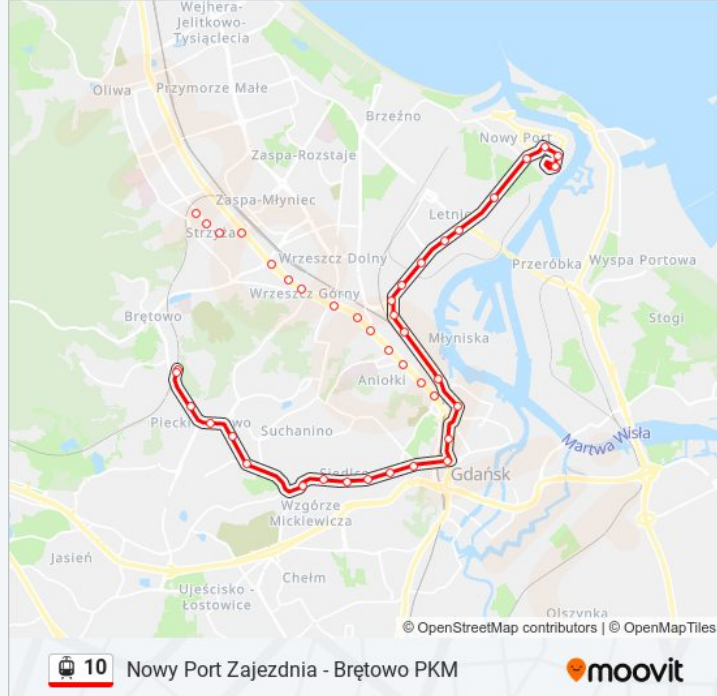 Wejhera-
Jelitkowo-
Tysiąclecia
Oliwa
Przymorze Małe
Brzeźno
Nowy Port
Zaspa-Rozstaje
Zaspa-Młyniec
Letnica
Strzyża
Wrzeszcz Dolny
Przeróbka
Wyspa Portowa
Wrzeszcz Górny
Brętowo
Stogi
Młyniska
Aniołki
Suchanino
Martwa Wisła
Siedlce
Gdańsk
Wzgórze
Mickiewicza
Jasień
Chełm
Ujeścisko -
Łostowice
Olszynka
© OpenStreetMap contributors | © OpenMapTiles
10 Nowy Port Zajezdnia - Brętowo PKM
moovit